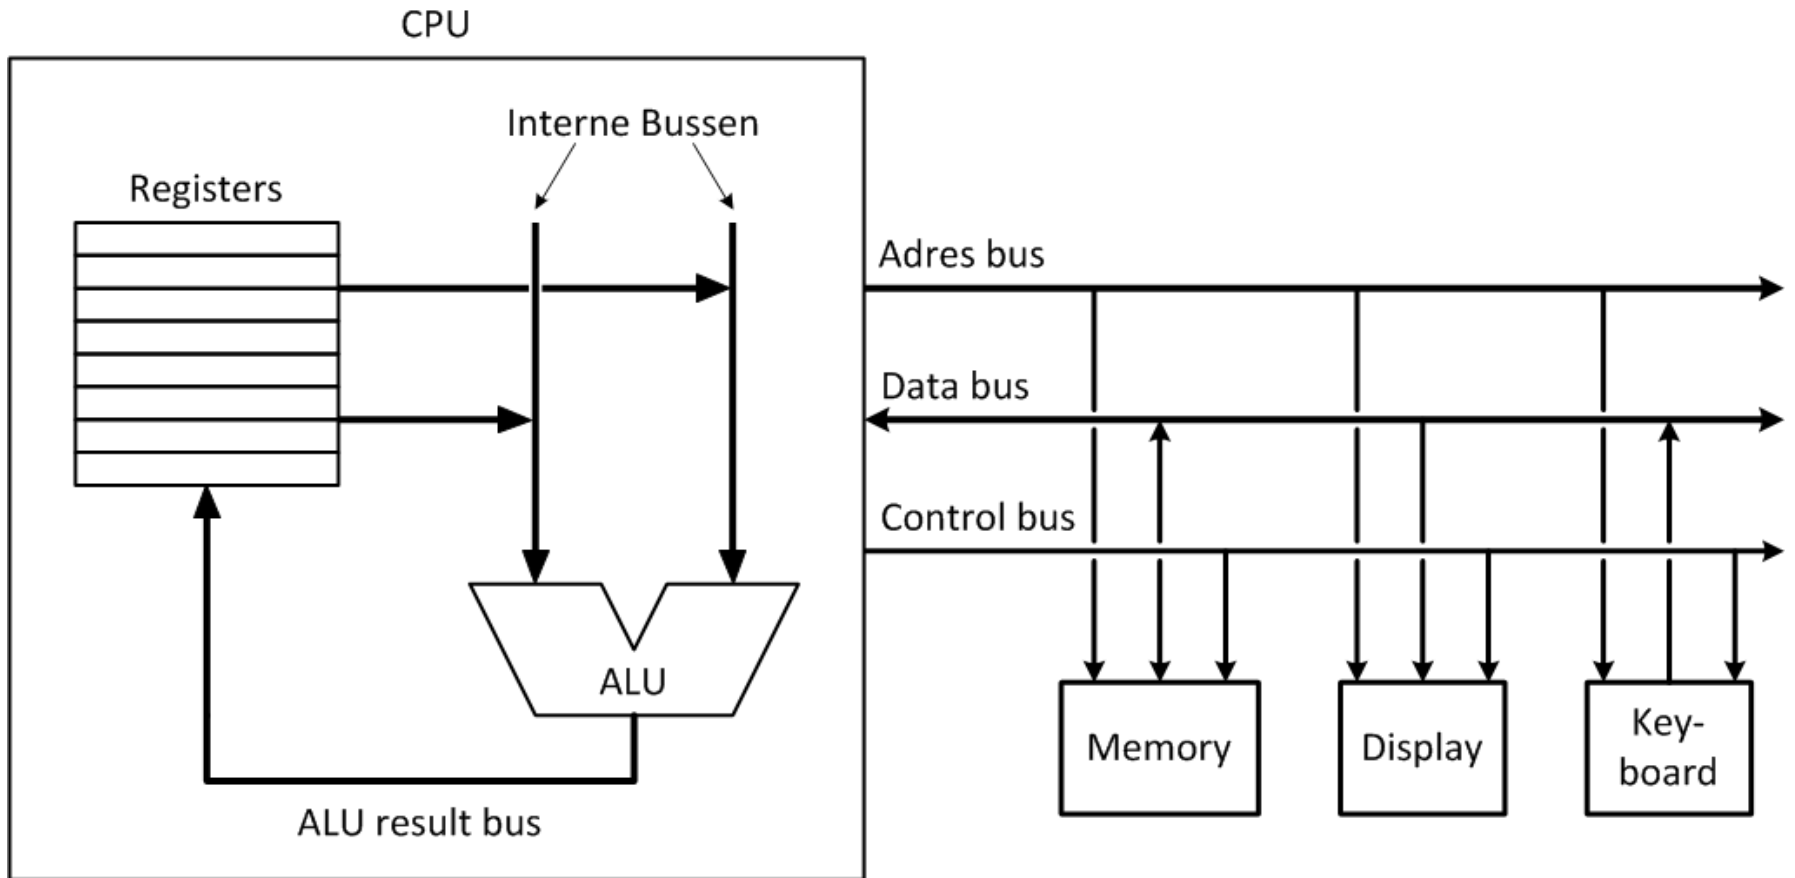 CPU
Interne Bussen
Registers
Adres bus
Data bus
Control bus
ALU
Memory
Display
Key-
board
ALU result bus